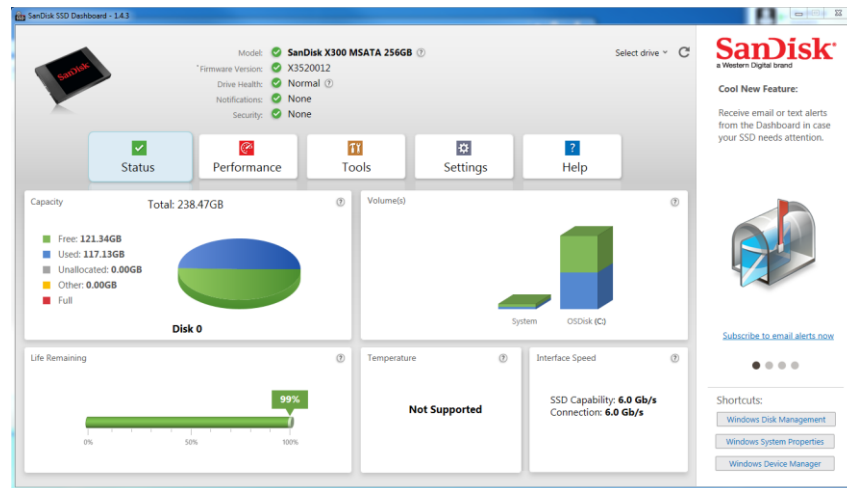 SanDisk SSD Dashboard - 1.4.3
Model: SanDisk X300 MSATA 256GB ?
*Firmware Version: X3520012
Drive Health: Normal ?
Notifications: None
Security: None
Select drive
SanDisk
a Western Digital brand
Cool New Feature:
Receive email or text alerts
from the Dashboard in case
your SSD needs attention.
Status
Performance
Tools
Settings
? Help
Capacity
Total: 238.47GB
?
Free: 121.34GB
Used: 117.13GB
Unallocated: 0.00GB
Other: 0.00GB
Full
Disk 0
Volume(s)
?
System
OSDisk (C:)
Subscribe to email alerts now
Life Remaining
?
99%
0%
50%
100%
Temperature
?
Not Supported
Interface Speed
?
SSD Capability: 6.0 Gb/s
Connection: 6.0 Gb/s
Shortcuts:
Windows Disk Management
Windows System Properties
Windows Device Manager
SanDisk